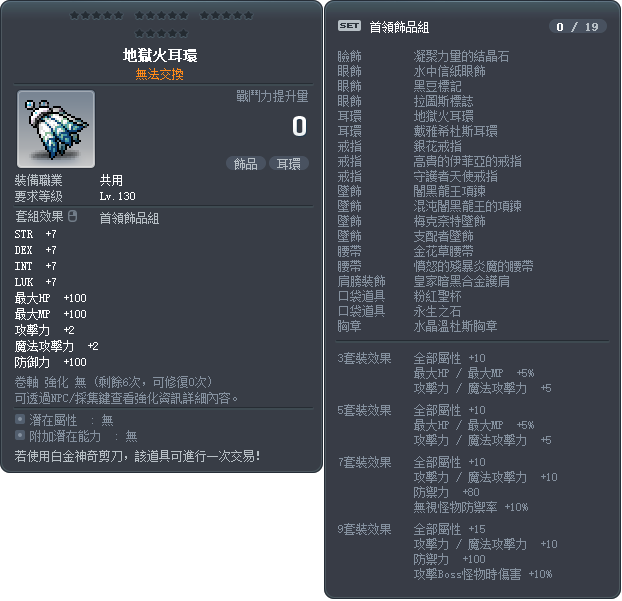 地獄火耳環
無法交換
戰鬥力提升量
0
飾品 耳環
裝備職業 共用
要求等級 Lv.130
套組效果 首領飾品組
STR +7
DEX +7
INT +7
LUK +7
最大HP +100
最大MP +100
攻擊力 +2
魔法攻擊力 +2
防御力 +100
卷軸 強化 無 (剩餘6次，可修復0次)
可透過NPC/採集鍵查看強化資訊詳細內容。
潛在屬性 : 無
附加潛在能力 : 無
若使用白金神奇剪刀，該道具可進行一次交易!
SET 首領飾品組 0 / 19
臉飾 凝聚力量的結晶石
眼飾 水中信紙眼飾
眼飾 黑豆標記
眼飾 拉圖斯標誌
耳環 地獄火耳環
耳環 戴雅希杜斯耳環
戒指 銀花戒指
戒指 高貴的伊菲亞的戒指
戒指 守護者天使戒指
墜飾 闇黑龍王項鍊
墜飾 混沌闇黑龍王的項鍊
墜飾 梅克奈特墜飾
墜飾 支配者墜飾
腰帶 金花草腰帶
腰帶 憤怒的殘暴炎魔的腰帶
肩膀裝飾 皇家暗黑合金護肩
口袋道具 粉紅聖杯
口袋道具 永生之石
胸章 水晶溫杜斯胸章
3套裝效果 全部屬性 +10
最大HP / 最大MP +5%
攻擊力 / 魔法攻擊力 +5
5套裝效果 全部屬性 +10
最大HP / 最大MP +5%
攻擊力 / 魔法攻擊力 +5
7套裝效果 全部屬性 +10
攻擊力 / 魔法攻擊力 +10
防禦力 +80
無視怪物防禦率 +10%
9套裝效果 全部屬性 +15
攻擊力 / 魔法攻擊力 +10
防禦力 +100
攻擊Boss怪物時傷害 +10%